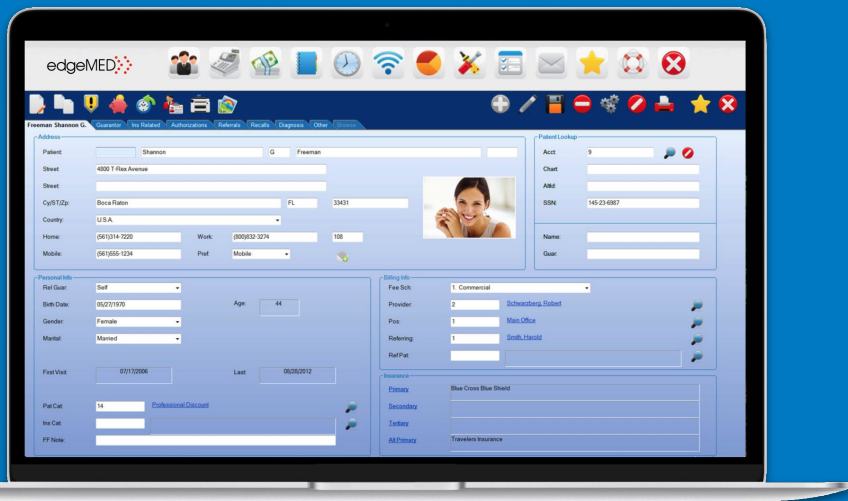 edgeMED
Freeman Shannon G. Guarantor Ins Related Authorizations Referrals Recalls Diagnosis Other Browse
Address
Patient: Shannon G Freeman
Street: 4800 T-Rex Avenue
Street:
Cy/ST/Zp: Boca Raton FL 33431
Country: U.S.A.
Home: (561)314-7220 Work: (800)832-3274 108
Mobile: (561)555-1234 Pref: Mobile
Patient Lookup
Acct: 9
Chart:
AltId:
SSN: 145-23-6987
Name:
Guar:
Personal Info
Rel Guar: Self
Birth Date: 05/27/1970 Age: 44
Gender: Female
Marital: Married
First Visit: 07/17/2006 Last: 08/28/2012
Pat Cat: 14 Professional Discount
Ins Cat:
FF Note:
Billing Info
Fee Sch: 1. Commercial
Provider: 2 Schwarzberg, Robert
Pos: 1 Main Office
Referring: 1 Smith, Harold
Ref Pat:
Insurance
Primary Blue Cross Blue Shield
Secondary
Tertiary
All Primary Travelers Insurance